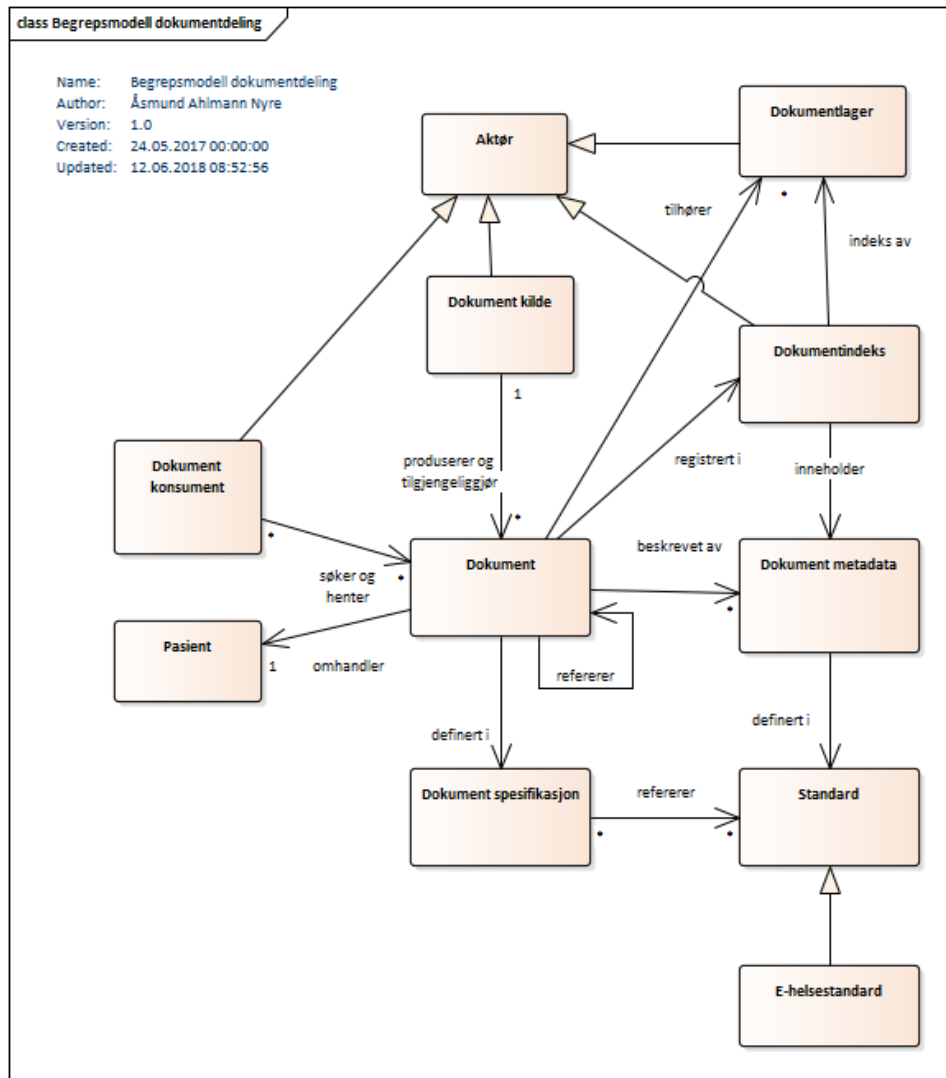 class Begrepsmodell dokumentdeling
Name: Begrepsmodell dokumentdeling
Author: Åsmund Ahlmann Nyre
Version: 1.0
Created: 24.05.2017 00:00:00
Updated: 12.06.2018 08:52:56
Aktør
Dokumentlager
tilhører
*
indeks av
Dokument kilde
Dokumentindeks
1
Dokument
konsument
produserer og
tilgjengeliggjør
registrert i
inneholder
*
*
beskrevet av
Dokument
Dokument metadata
søker og
henter
*
*
Pasient
1
omhandler
refererer
definert i
definert i
Dokument spesifikasjon
refererer
Standard
*
*
E-helsestandard